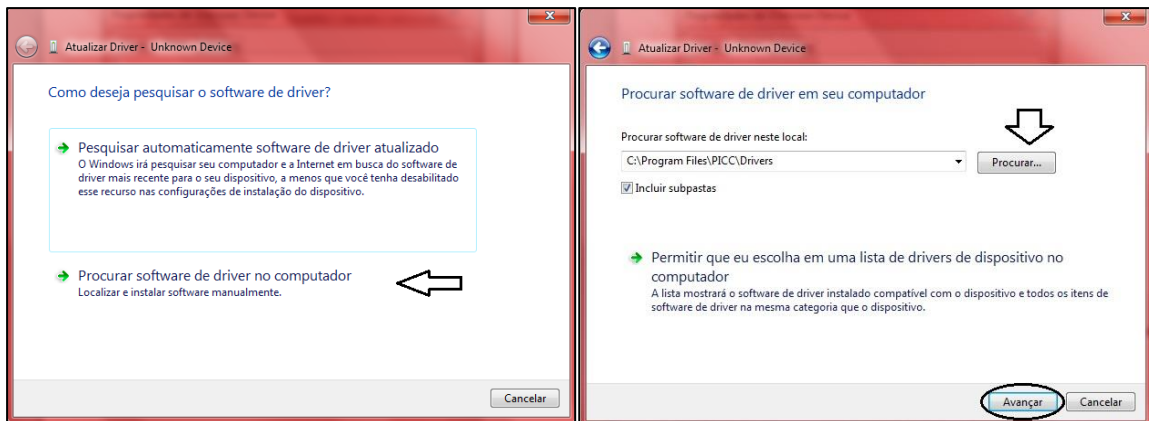 Atualizar Driver - Unknown Device
Como deseja pesquisar o software de driver?
Pesquisar automaticamente software de driver atualizado
O Windows irá pesquisar seu computador e a Internet em busca do software de
driver mais recente para o seu dispositivo, a menos que você tenha desabilitado
esse recurso nas configurações de instalação do dispositivo.
Procurar software de driver no computador
Localizar e instalar software manualmente.
Cancelar
Atualizar Driver - Unknown Device
Procurar software de driver em seu computador
Procurar software de driver neste local:
C:\Program Files\PICC\Drivers
Procurar...
Incluir subpastas
Permitir que eu escolha em uma lista de drivers de dispositivo no
computador
A lista mostrará o software de driver instalado compatível com o dispositivo e todos os itens de
software de driver na mesma categoria que o dispositivo.
Avançar
Cancelar